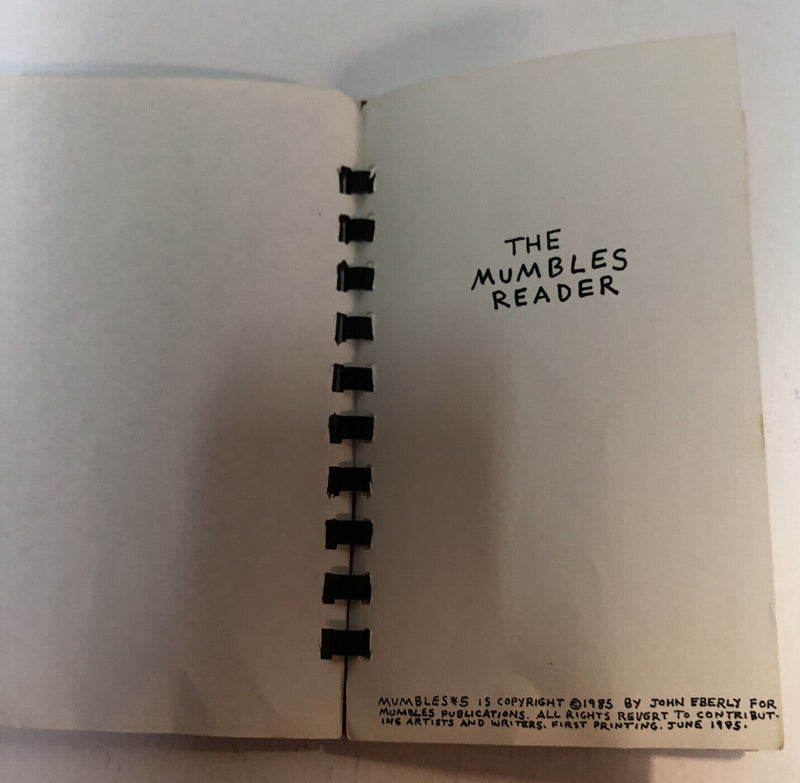 THE
MUMBLES
READER
MUMBLES #5 IS COPYRIGHT ©1985 BY JOHN EBERLY FOR
MUMBLES PUBLICATIONS. ALL RIGHTS REVERT TO CONTRIBUT-
ING ARTISTS AND WRITERS. FIRST PRINTING. JUNE 1985.